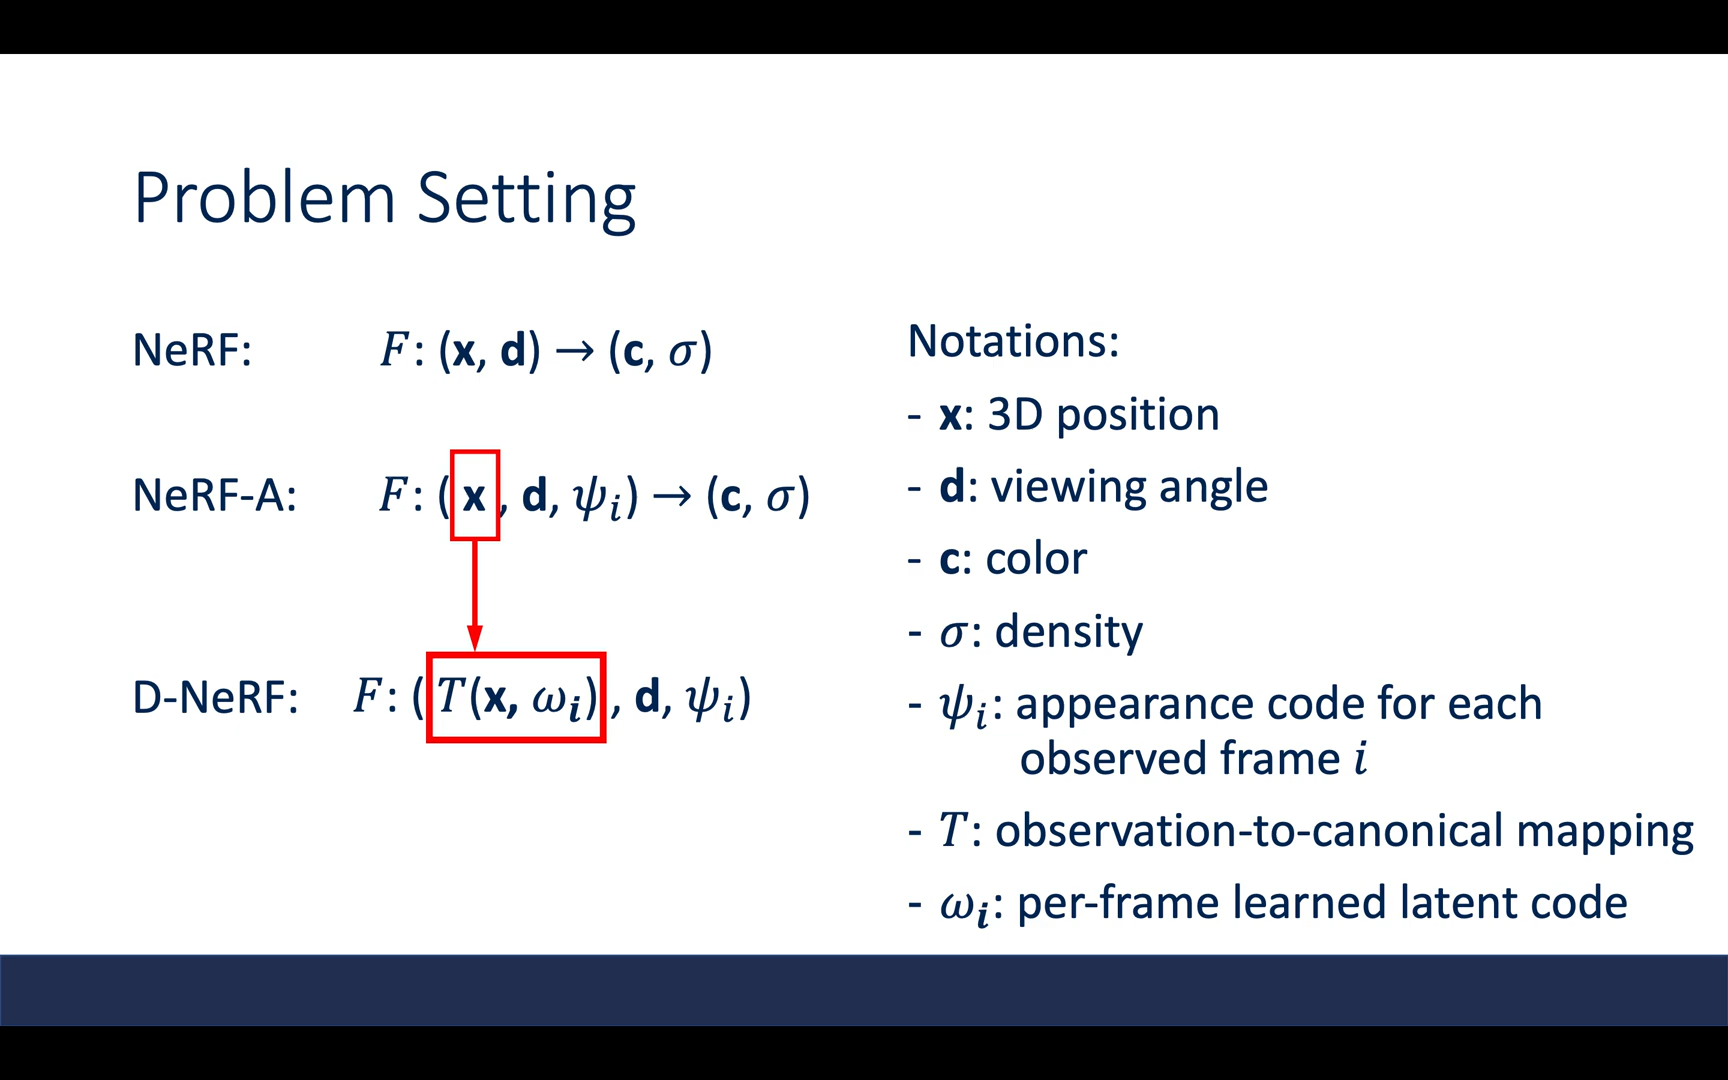 Problem Setting
NeRF: F: (x, d) → (c, σ)
NeRF-A: F: ( x , d, ψᵢ) → (c, σ)
D-NeRF: F: ( T(x, ωᵢ) , d, ψᵢ)
Notations:
- x: 3D position
- d: viewing angle
- c: color
- σ: density
- ψᵢ: appearance code for each
observed frame i
- T: observation-to-canonical mapping
- ωᵢ: per-frame learned latent code